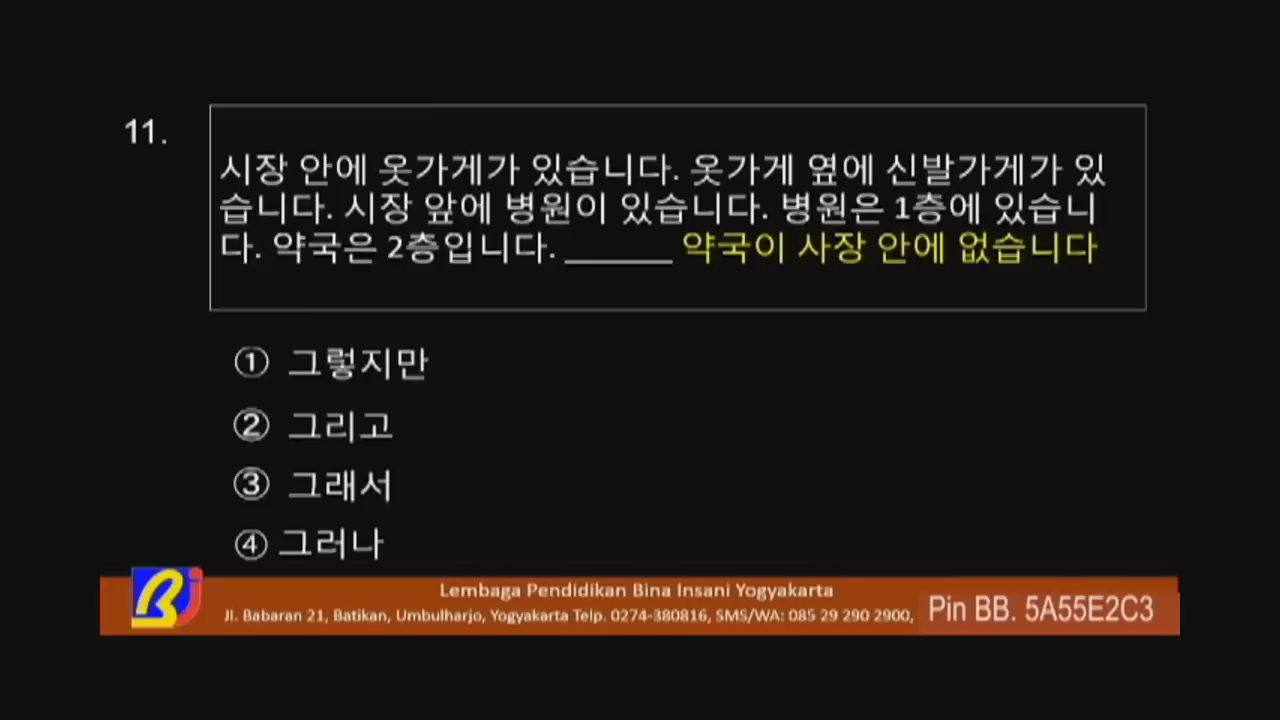 11.
시장 안에 옷가게가 있습니다. 옷가게 옆에 신발가게가 있
습니다. 시장 앞에 병원이 있습니다. 병원은 1층에 있습니
다. 약국은 2층입니다. ______ 약국이 사장 안에 없습니다
① 그렇지만
② 그리고
③ 그래서
④ 그러나
Lembaga Pendidikan Bina Insani Yogyakarta
Jl. Babaran 21, Batikan, Umbulharjo, Yogyakarta Telp. 0274-380816, SMS/WA: 085 29 290 2900, Pin BB. 5A55E2C3